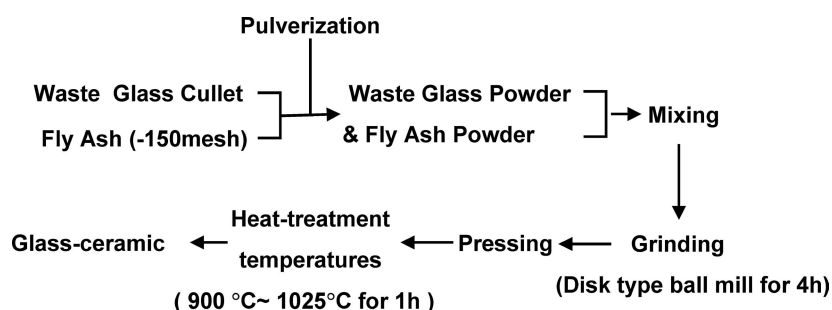 Pulverization
Waste Glass Cullet
Fly Ash (-150mesh)
Waste Glass Powder
& Fly Ash Powder
Mixing
Grinding
(Disk type ball mill for 4h)
Pressing
Heat-treatment
temperatures
( 900 °C~ 1025°C for 1h )
Glass-ceramic